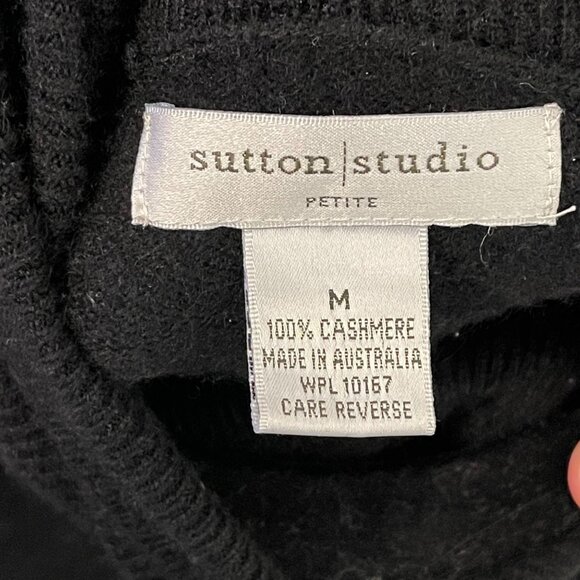 sutton|studio
PETITE
M
100% CASHMERE
MADE IN AUSTRALIA
WPL 10167
CARE REVERSE